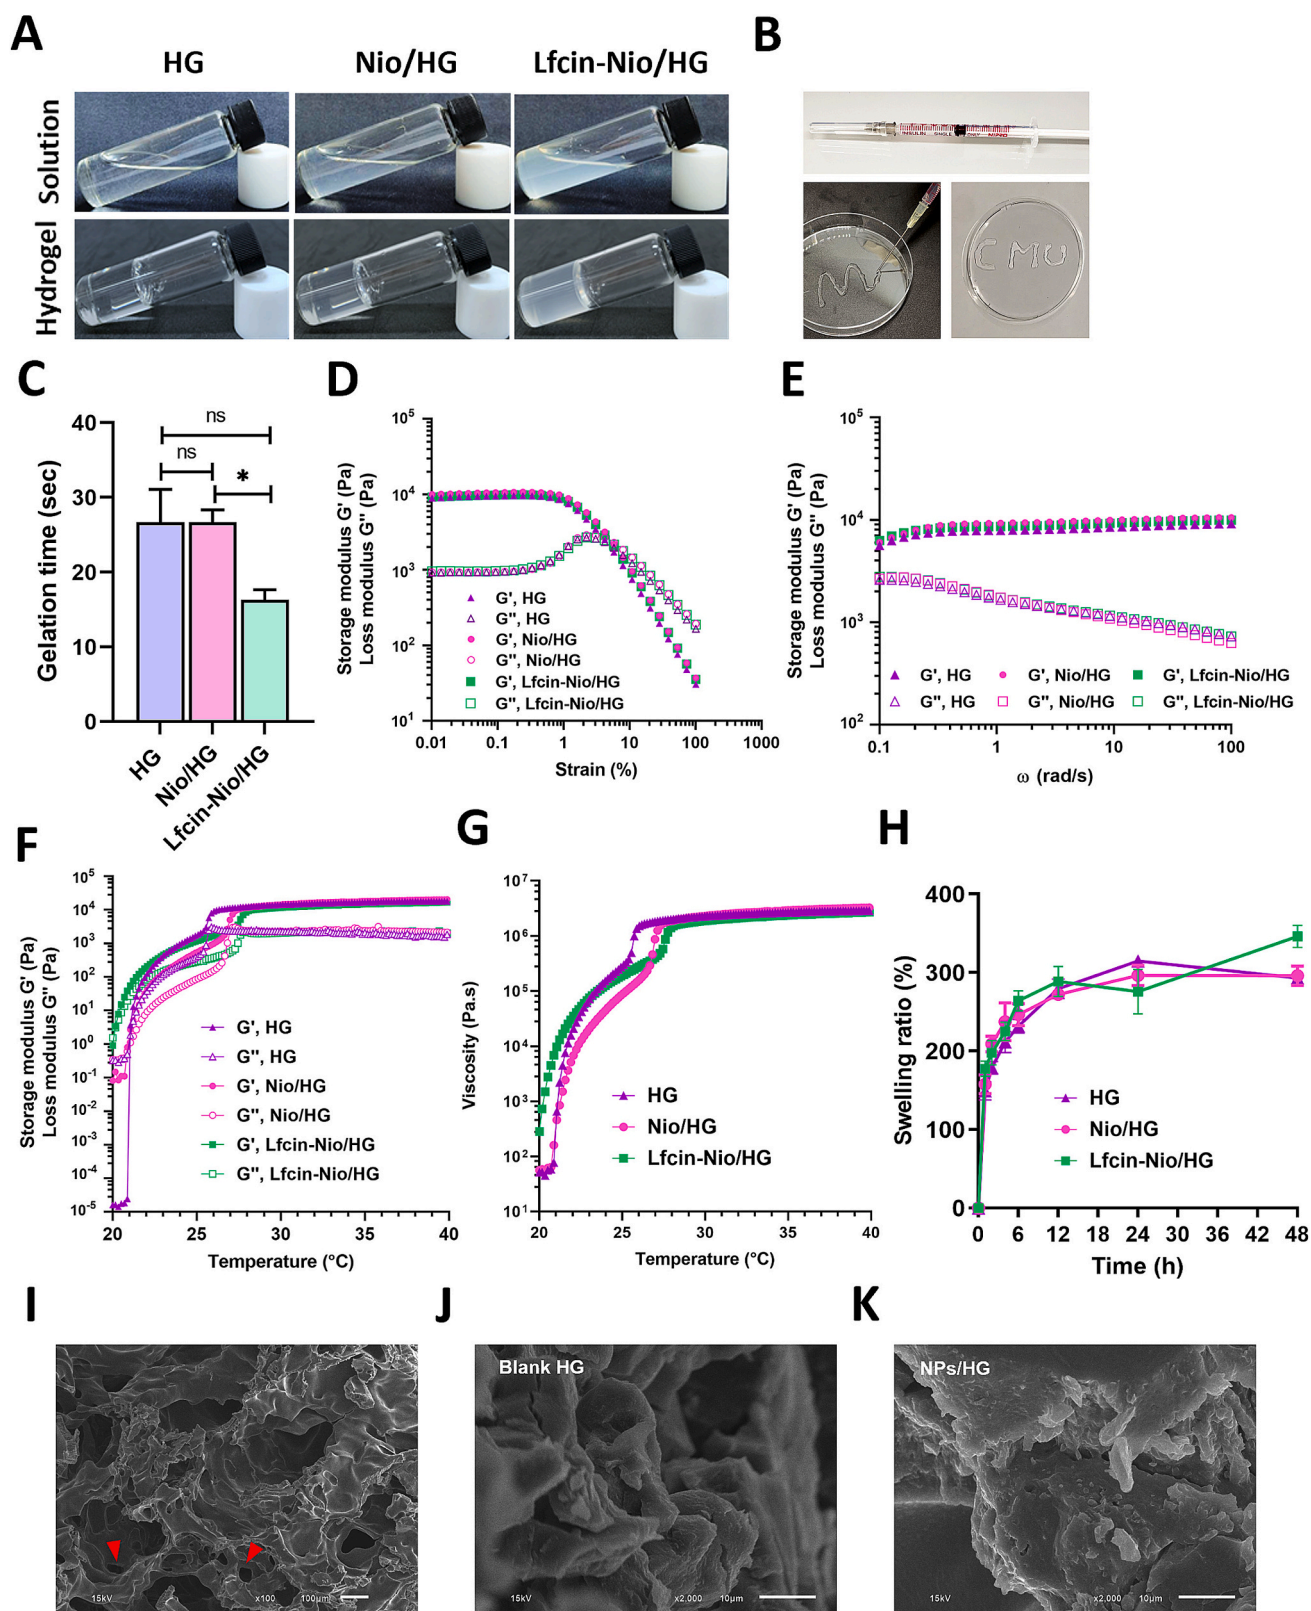 A
HG
Nio/HG
Lfcin-Nio/HG
Solution
Hydrogel
B
INSULIN SINGLE ONLY NIPRO
CMU
C
Gelation time (sec)
40
30
20
10
0
ns
ns
*
HG
Nio/HG
Lfcin-Nio/HG
D
Storage modulus G' (Pa)
Loss modulus G'' (Pa)
10⁵
10⁴
10³
10²
10¹
G', HG
G'', HG
G', Nio/HG
G'', Nio/HG
G', Lfcin-Nio/HG
G'', Lfcin-Nio/HG
0.01 0.1 1 10 100 1000
Strain (%)
E
Storage modulus G' (Pa)
Loss modulus G'' (Pa)
10⁵
10⁴
10³
10²
G', HG G', Nio/HG G', Lfcin-Nio/HG
G'', HG G'', Nio/HG G'', Lfcin-Nio/HG
0.1 1 10 100
ω (rad/s)
F
Storage modulus G' (Pa)
Loss modulus G'' (Pa)
10⁵
10⁴
10³
10²
10¹
10⁰
10⁻¹
10⁻²
10⁻³
10⁻⁴
10⁻⁵
G', HG
G'', HG
G', Nio/HG
G'', Nio/HG
G', Lfcin-Nio/HG
G'', Lfcin-Nio/HG
20 25 30 35 40
Temperature (°C)
G
Viscosity (Pa.s)
10⁷
10⁶
10⁵
10⁴
10³
10²
10¹
HG
Nio/HG
Lfcin-Nio/HG
20 25 30 35 40
Temperature (°C)
H
Swelling ratio (%)
400
300
200
100
0
HG
Nio/HG
Lfcin-Nio/HG
0 6 12 18 24 30 36 42 48
Time (h)
I
15kV x100 100µm
J
Blank HG
15kV x2,000 10µm
K
NPs/HG
15kV x2,000 10µm